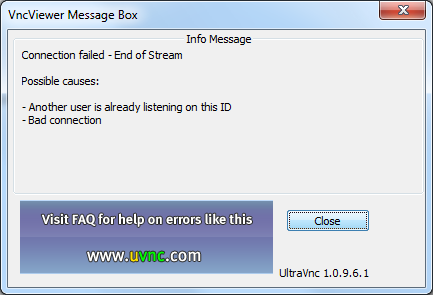 VncViewer Message Box
Info Message
Connection failed - End of Stream
Possible causes:
- Another user is already listening on this ID
- Bad connection
Visit FAQ for help on errors like this
www.uvnc.com
Close
UltraVnc 1.0.9.6.1